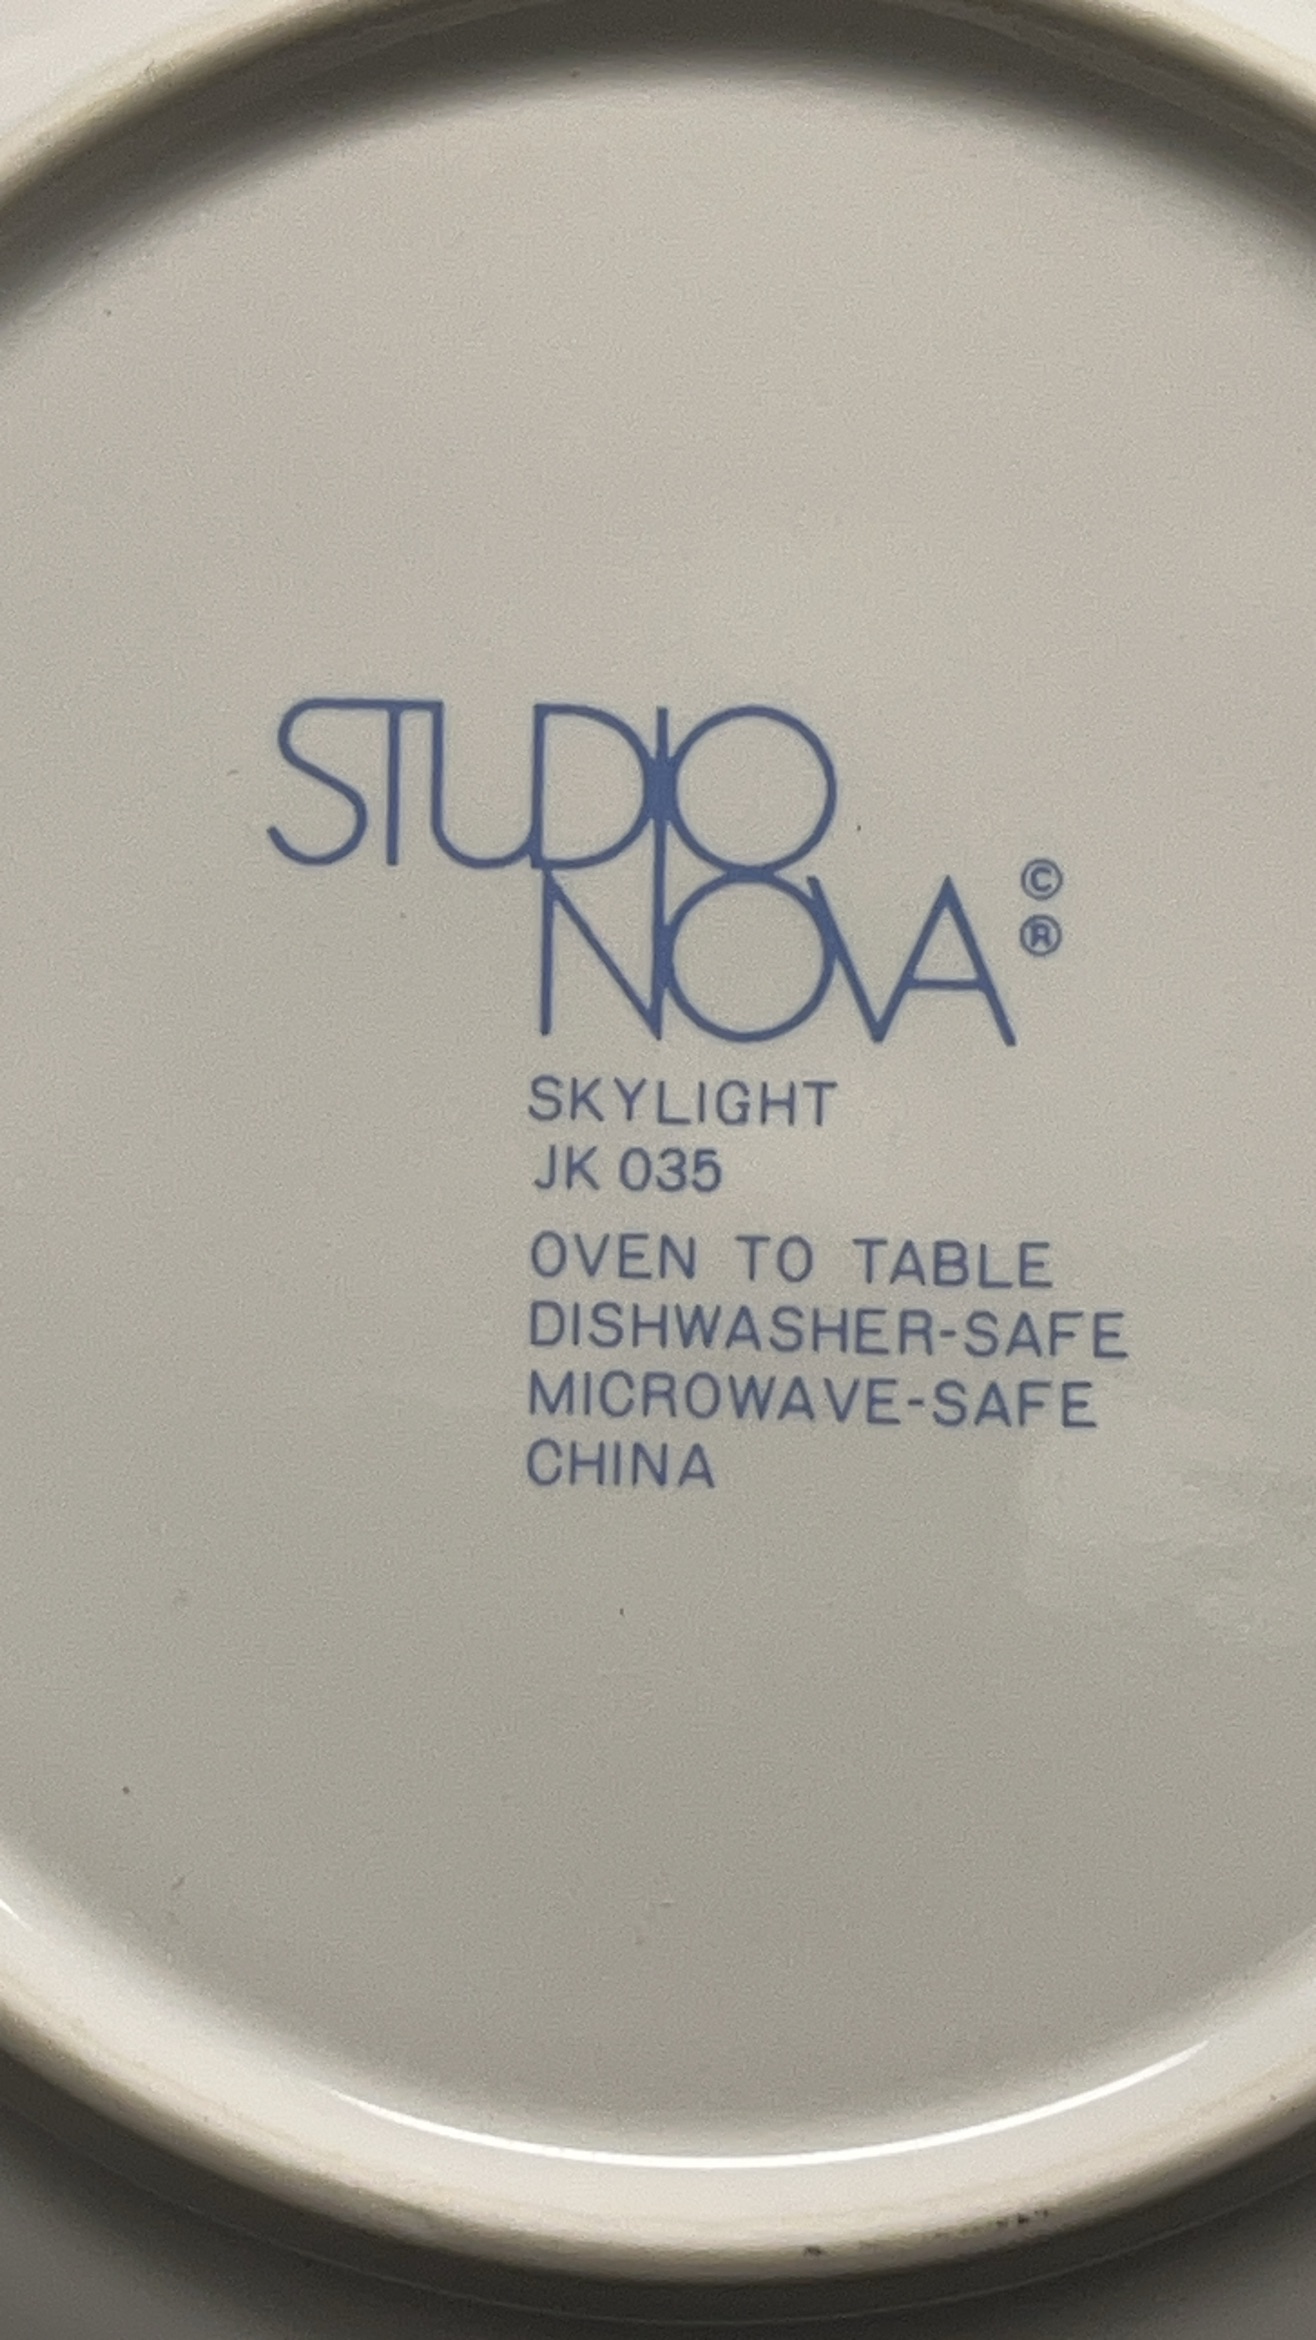 STUDIO
NOVA ©
®
SKYLIGHT
JK 035
OVEN TO TABLE
DISHWASHER-SAFE
MICROWAVE-SAFE
CHINA